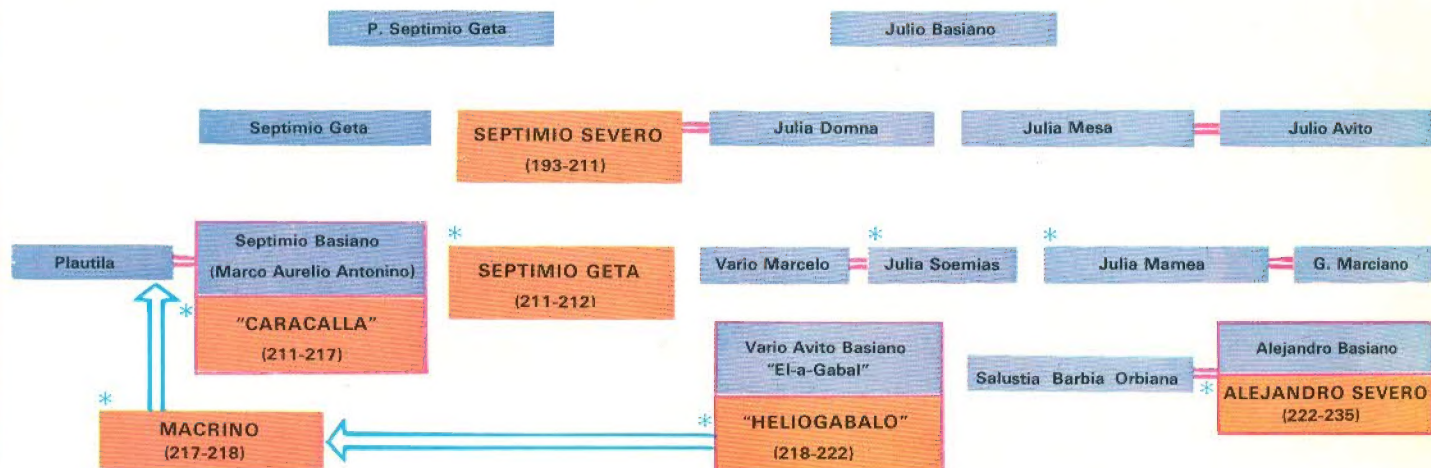 P. Septimio Geta
Julio Basiano
Septimio Geta
SEPTIMIO SEVERO
(193-211)
Julia Domna
Julia Mesa
Julio Avito
Plautila
Septimio Basiano
(Marco Aurelio Antonino)
* "CARACALLA"
(211-217)
* SEPTIMIO GETA
(211-212)
Vario Marcelo
* Julia Soemias
* Julia Mamea
G. Marciano
Vario Avito Basiano
"El-a-Gabal"
* "HELIOGABALO"
(218-222)
Salustia Barbia Orbiana
Alejandro Basiano
* ALEJANDRO SEVERO
(222-235)
* MACRINO
(217-218)